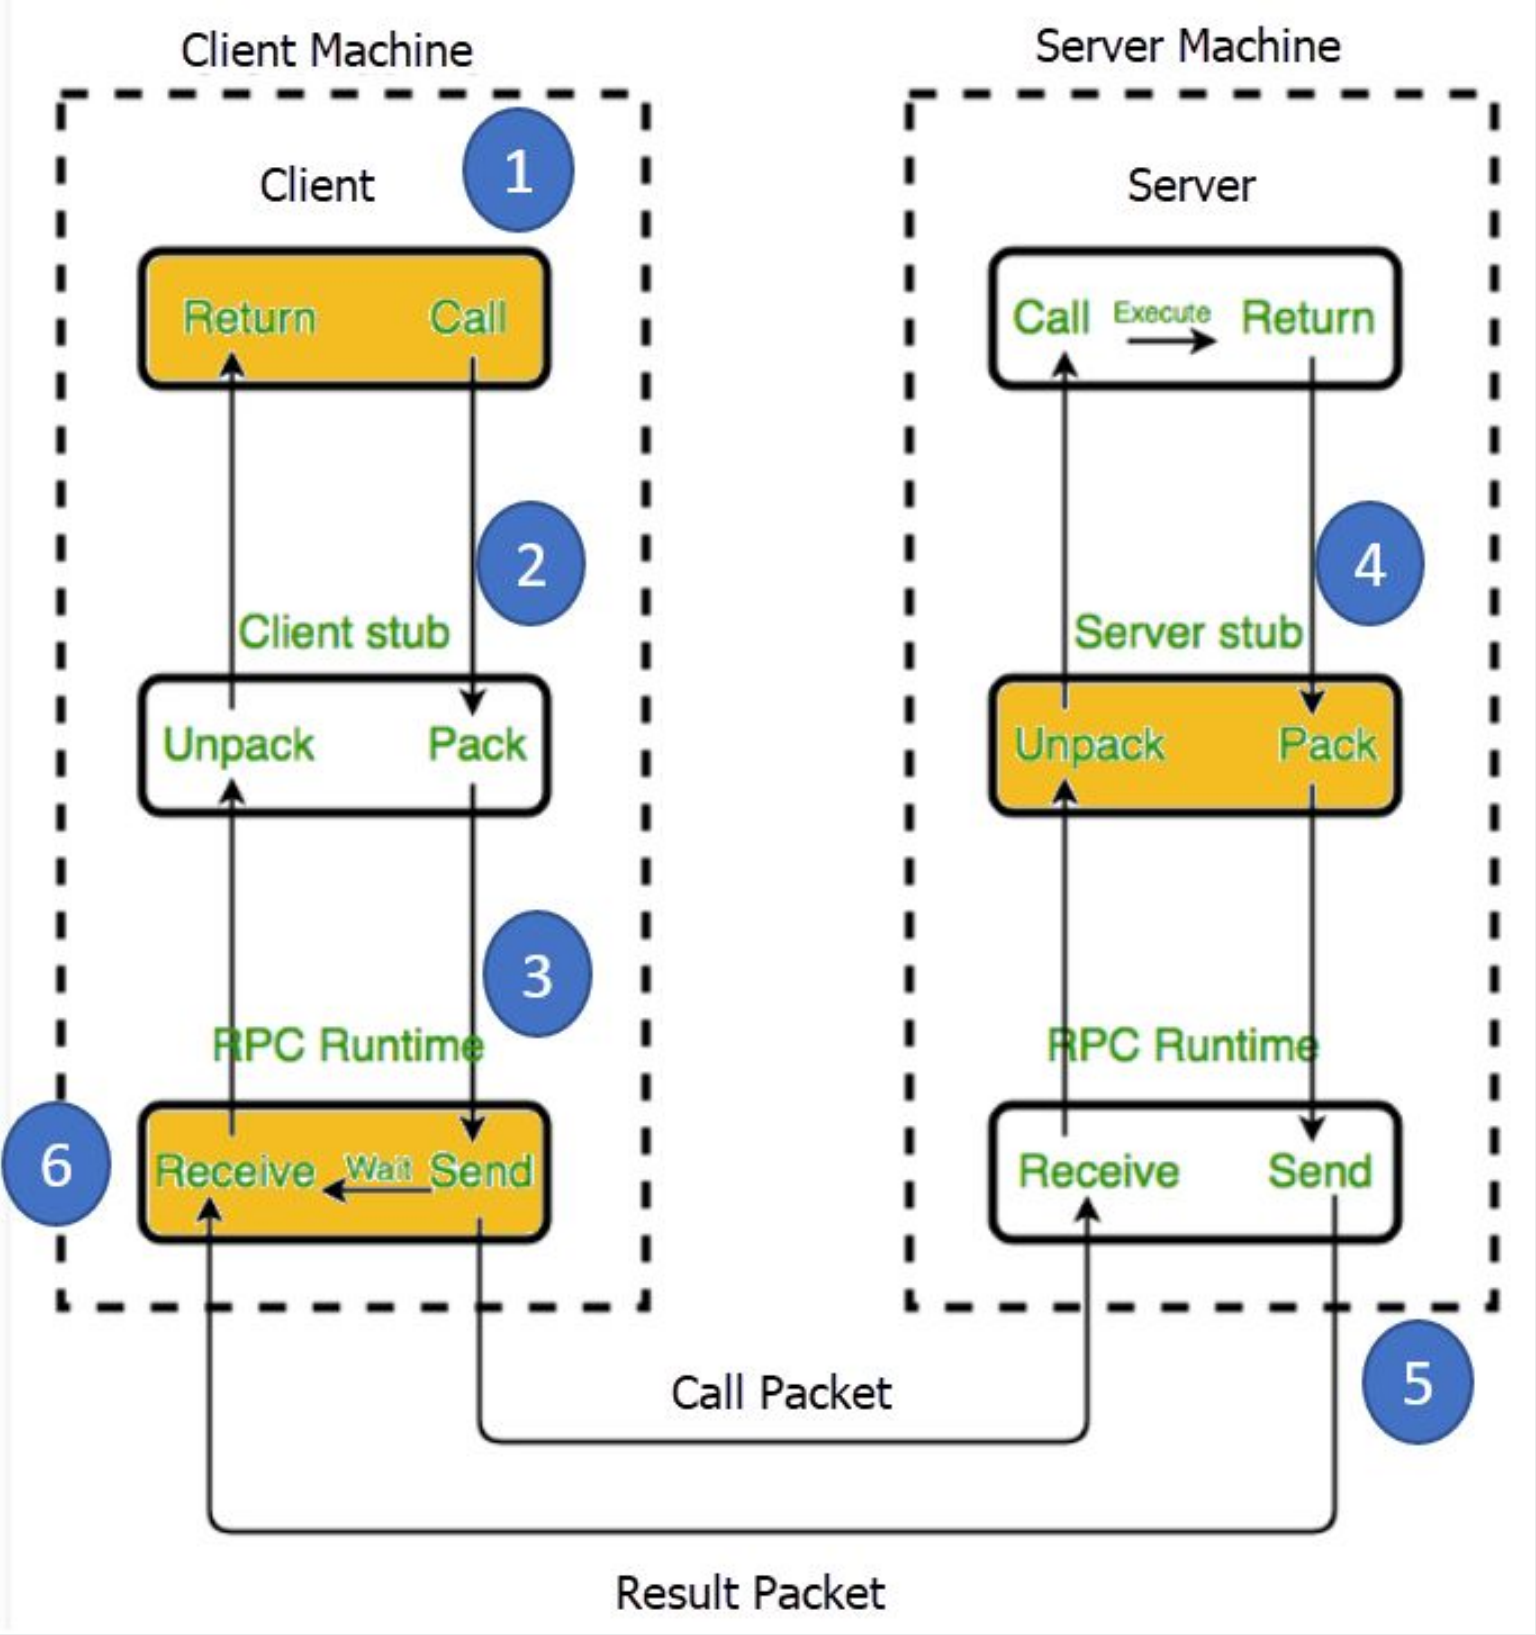 Client Machine
Server Machine
1
Client
Server
Return Call
Call Execute Return
2
4
Client stub
Server stub
Unpack Pack
Unpack Pack
3
RPC Runtime
RPC Runtime
6
Receive Wait Send
Receive Send
5
Call Packet
Result Packet